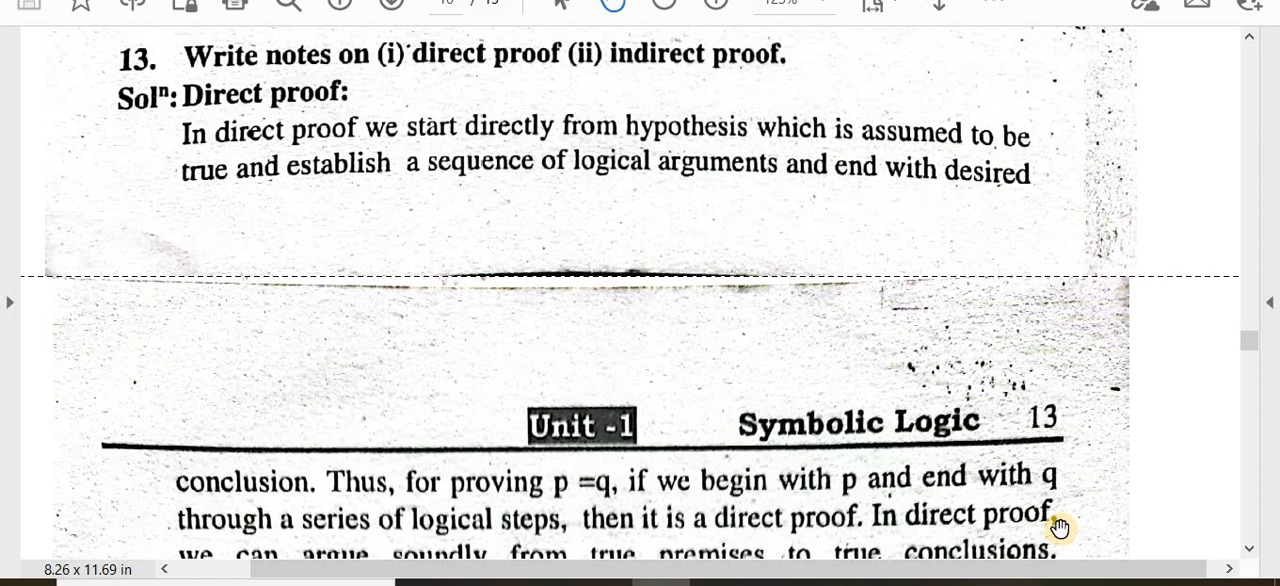 13. Write notes on (i) direct proof (ii) indirect proof.
Solⁿ: Direct proof:
In direct proof we start directly from hypothesis which is assumed to be
true and establish a sequence of logical arguments and end with desired
Unit -1 Symbolic Logic 13
conclusion. Thus, for proving p =q, if we begin with p and end with q
through a series of logical steps, then it is a direct proof. In direct proof,
we can argue soundly from true premises to true conclusions.
8.26 x 11.69 in